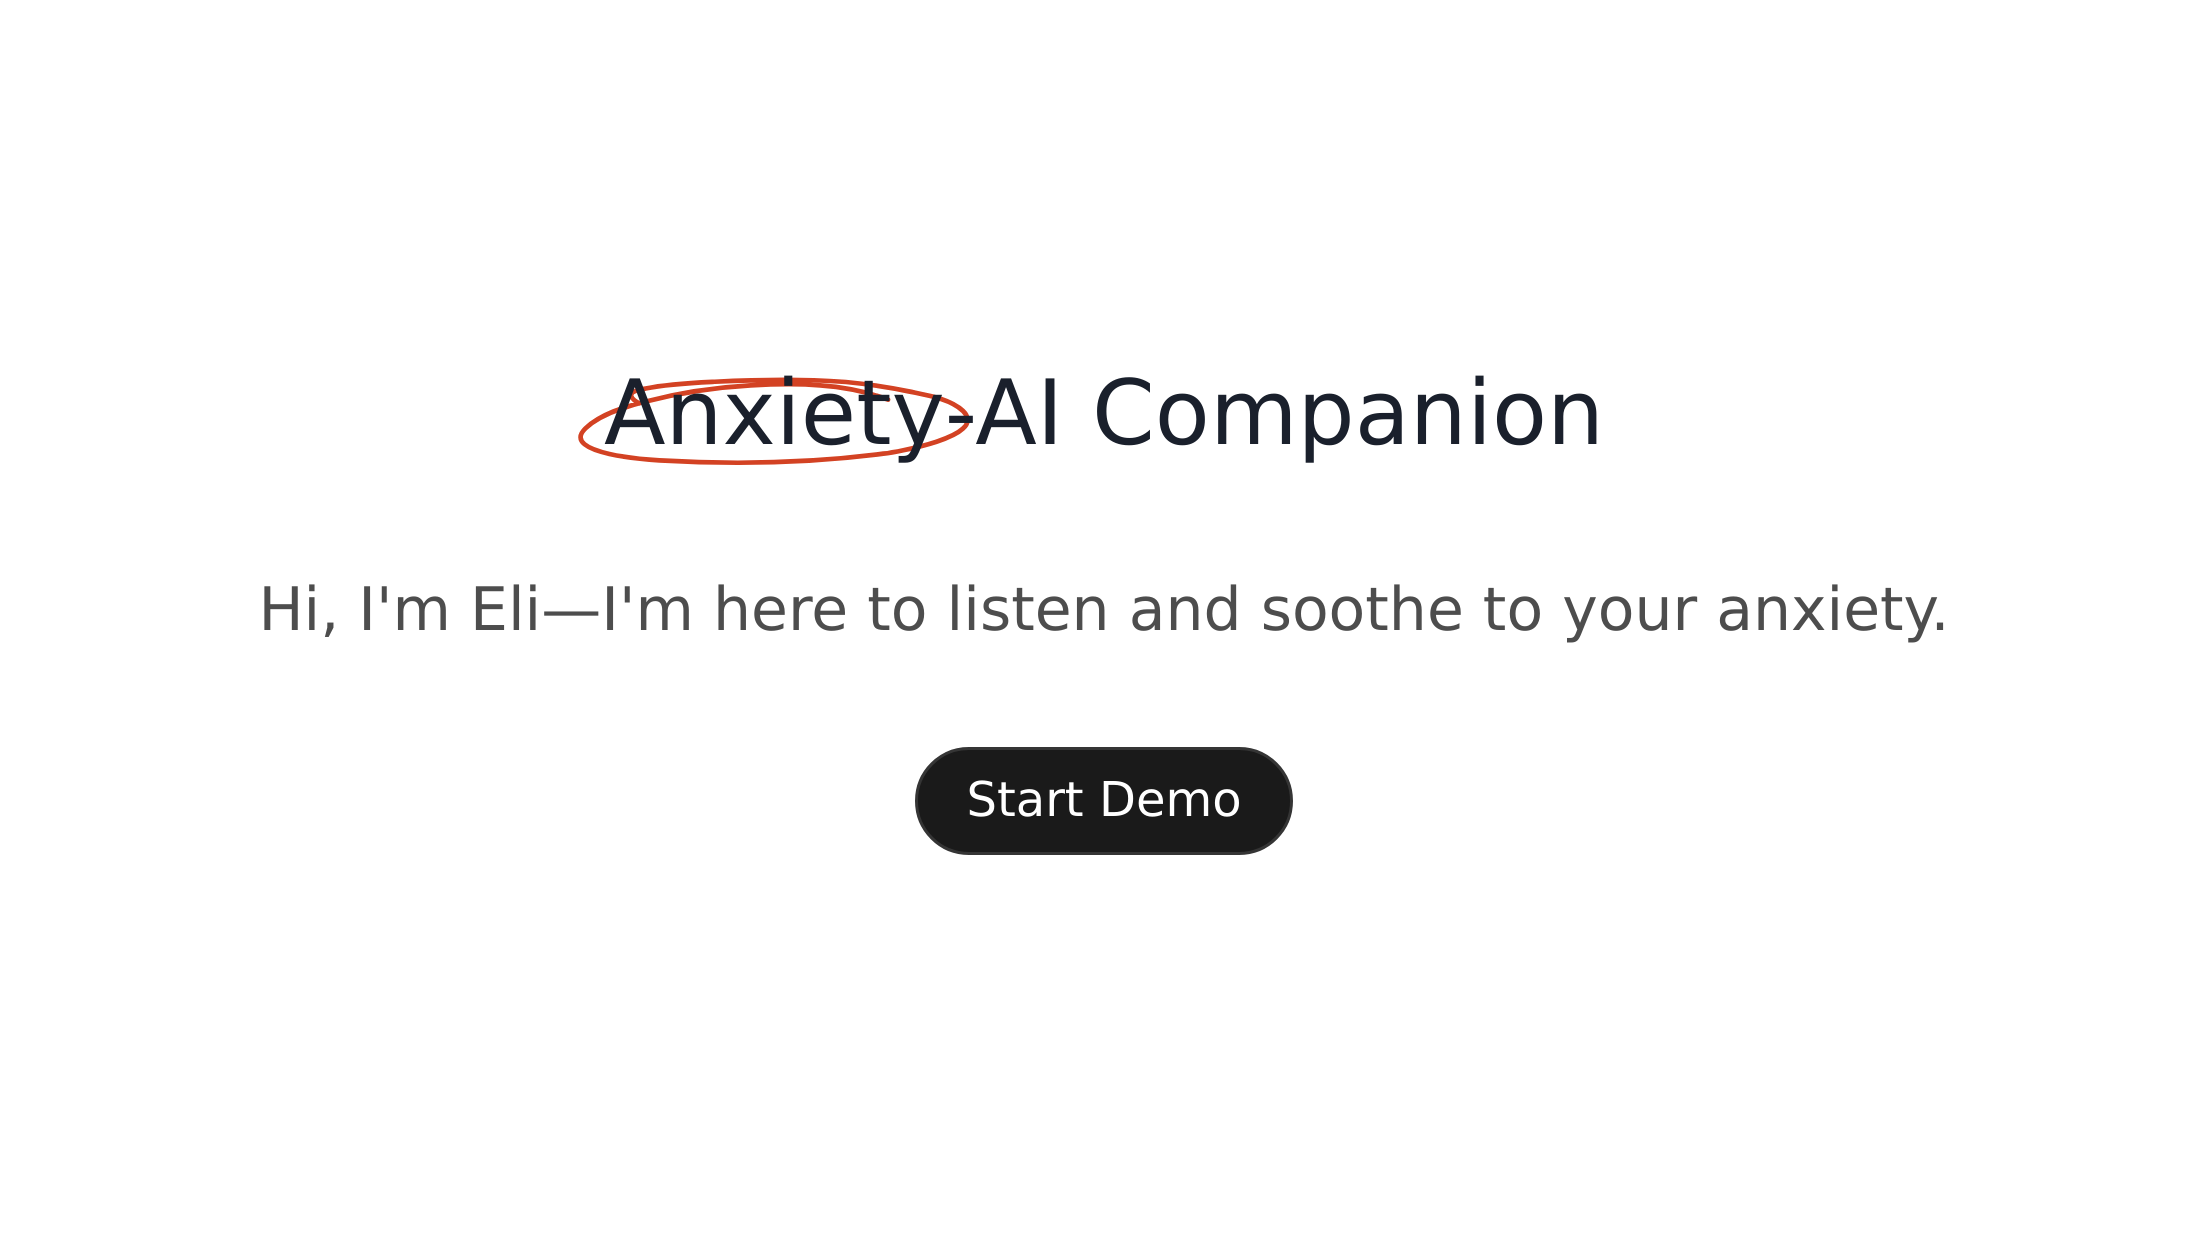 Anxiety-AI Companion
Hi, I'm Eli—I'm here to listen and soothe to your anxiety.
Start Demo